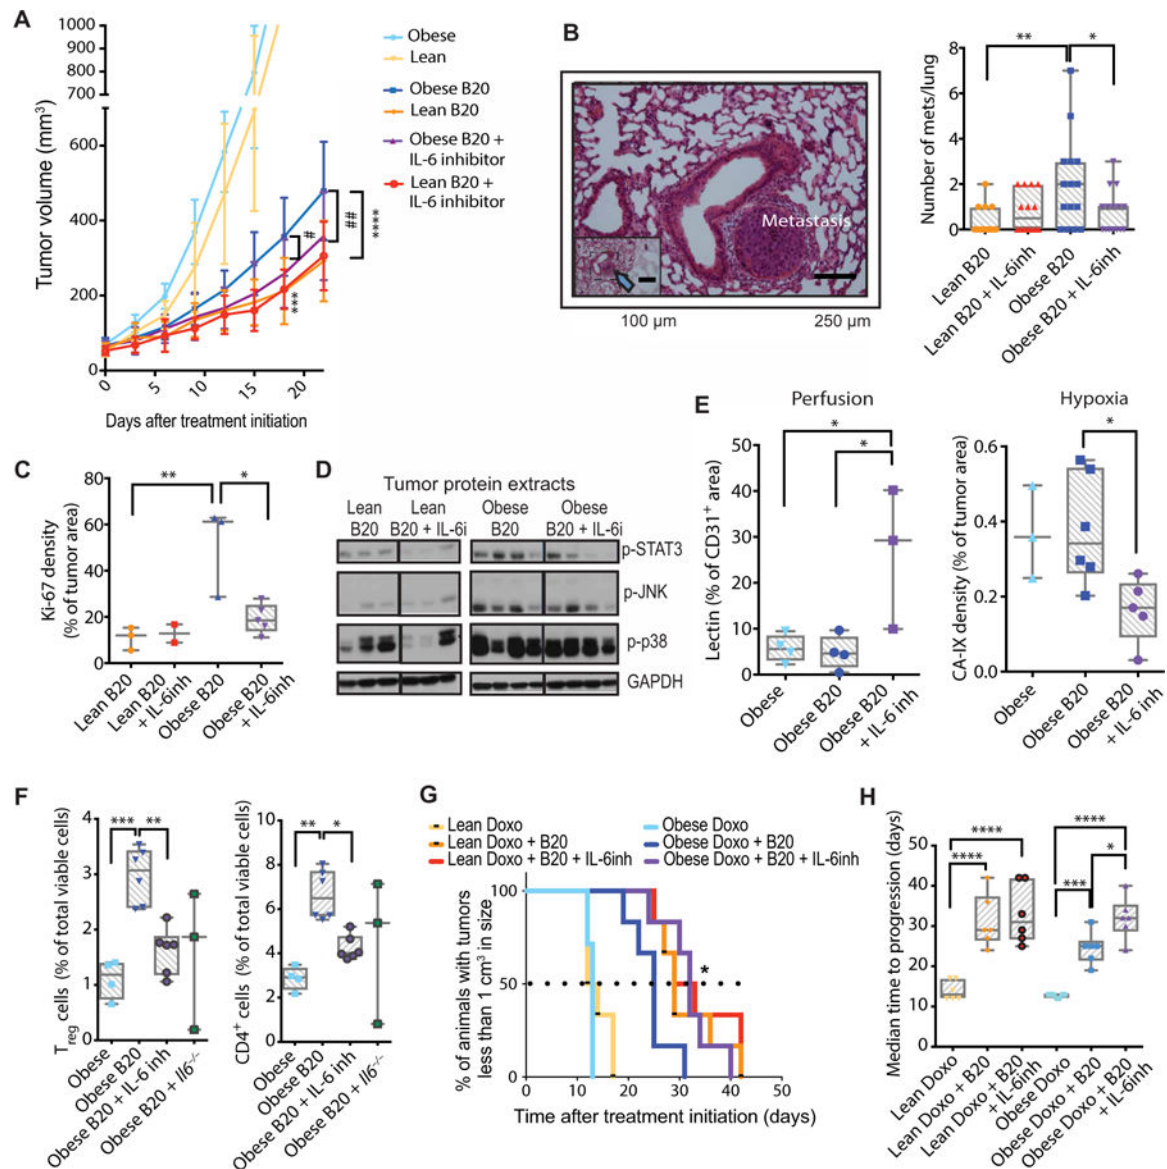 A
1000
900
800
700
600
400
200
0
Tumor volume (mm³)
0 5 10 15 20
Days after treatment initiation
Obese
Lean
Obese B20
Lean B20
Obese B20 +
IL-6 inhibitor
Lean B20 +
IL-6 inhibitor
#
##
****
***
B
Metastasis
100 µm 250 µm
** *
Number of mets/lung
8
6
4
2
0
Lean B20
Lean B20 + IL-6inh
Obese B20
Obese B20 + IL-6inh
C
** *
Ki-67 density
(% of tumor area)
80
60
40
20
0
Lean B20
Lean B20
+ IL-6inh
Obese B20
Obese B20
+ IL-6inh
D
Tumor protein extracts
Lean Lean Obese Obese
B20 B20 + IL-6i B20 B20 + IL-6i
p-STAT3
p-JNK
p-p38
GAPDH
E
Perfusion
*
*
Lectin (% of CD31⁺ area)
50
40
30
20
10
0
Obese
Obese B20
Obese B20
+ IL-6 inh
Hypoxia
*
CA-IX density (% of tumor area)
0.6
0.4
0.2
0.0
Obese
Obese B20
Obese B20
+ IL-6 inh
F
*** **
Treg cells (% of total viable cells)
4
3
2
1
0
Obese
Obese B20
Obese B20 + IL-6 inh
Obese B20 + Il6⁻/⁻
** *
CD4⁺ cells (% of total viable cells)
10
8
6
4
2
0
Obese
Obese B20
Obese B20 + IL-6 inh
Obese B20 + Il6⁻/⁻
G
Lean Doxo
Lean Doxo + B20
Lean Doxo + B20 + IL-6inh
Obese Doxo
Obese Doxo + B20
Obese Doxo + B20 + IL-6inh
% of animals with tumors
less than 1 cm³ in size
100
50
0
*
0 10 20 30 40 50
Time after treatment initiation (days)
H
Median time to progression (days)
50
40
30
20
10
0
**** **** **** *** *
Lean Doxo
Lean Doxo + B20
Lean Doxo + B20
+ IL-6inh
Obese Doxo
Obese Doxo + B20
Obese Doxo + B20
+ IL-6inh